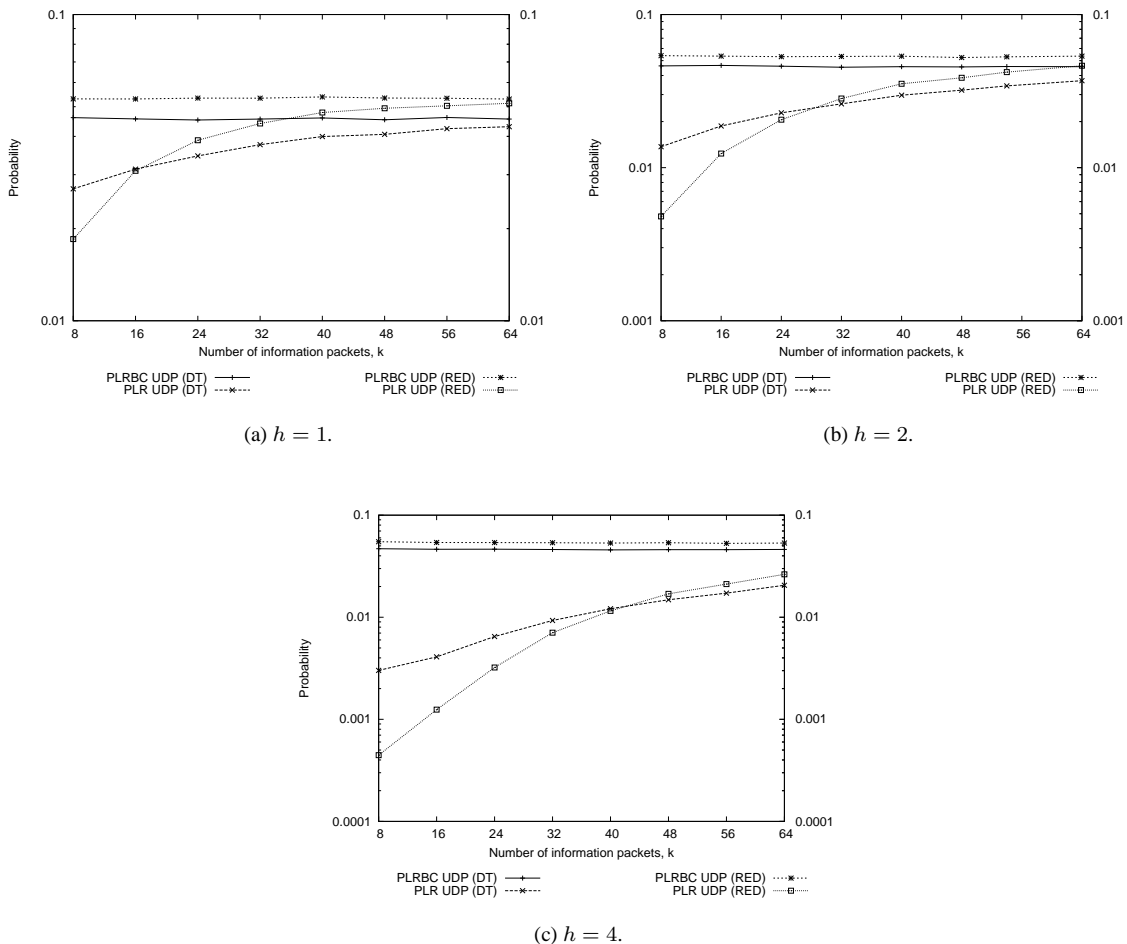 0.1
0.1
Probability
0.01
0.01
8
16
24
32
40
48
56
64
Number of information packets, k
PLRBC UDP (DT)
PLR UDP (DT)
PLRBC UDP (RED)
PLR UDP (RED)
(a) h = 1.
0.1
0.1
0.01
0.01
Probability
0.001
0.001
8
16
24
32
40
48
56
64
Number of information packets, k
PLRBC UDP (DT)
PLR UDP (DT)
PLRBC UDP (RED)
PLR UDP (RED)
(b) h = 2.
0.1
0.1
0.01
0.01
Probability
0.001
0.001
0.0001
0.0001
8
16
24
32
40
48
56
64
Number of information packets, k
PLRBC UDP (DT)
PLR UDP (DT)
PLRBC UDP (RED)
PLR UDP (RED)
(c) h = 4.